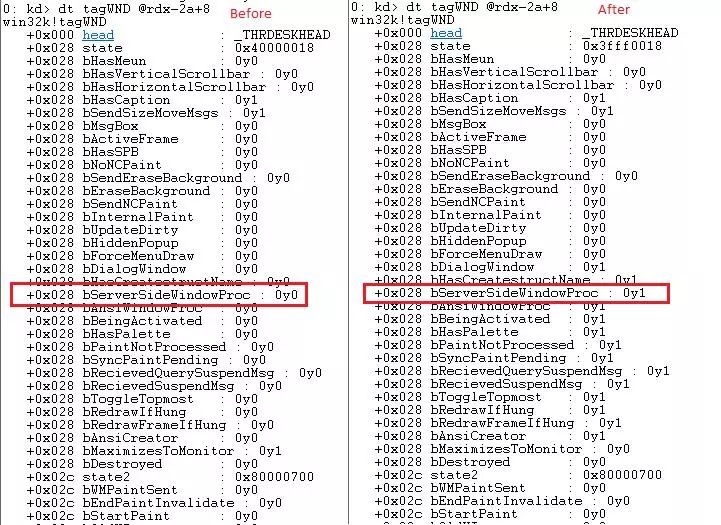 Before
0: kd> dt tagWND @rdx-2a+8
win32k!tagWND
+0x000 head : _THRDESKHEAD
+0x028 state : 0x40000018
+0x028 bHasMeun : 0y0
+0x028 bHasVerticalScrollbar : 0y0
+0x028 bHasHorizontalScrollbar : 0y0
+0x028 bHasCaption : 0y1
+0x028 bSendSizeMoveMsgs : 0y1
+0x028 bMsgBox : 0y0
+0x028 bActiveFrame : 0y0
+0x028 bHasSPB : 0y0
+0x028 bNoNCPaint : 0y0
+0x028 bSendEraseBackground : 0y0
+0x028 bEraseBackground : 0y0
+0x028 bSendNCPaint : 0y0
+0x028 bInternalPaint : 0y0
+0x028 bUpdateDirty : 0y0
+0x028 bHiddenPopup : 0y0
+0x028 bForceMenuDraw : 0y0
+0x028 bDialogWindow : 0y0
+0x028 bHasCreatestructName : 0y0
+0x028 bServerSideWindowProc : 0y0
+0x028 bAnsiWindowProc : 0y0
+0x028 bBeingActivated : 0y0
+0x028 bHasPalette : 0y0
+0x028 bPaintNotProcessed : 0y0
+0x028 bSyncPaintPending : 0y0
+0x028 bRecievedQuerySuspendMsg : 0y0
+0x028 bRecievedSuspendMsg : 0y0
+0x028 bToggleTopmost : 0y0
+0x028 bRedrawIfHung : 0y0
+0x028 bRedrawFrameIfHung : 0y0
+0x028 bAnsiCreator : 0y0
+0x028 bMaximizesToMonitor : 0y1
+0x028 bDestroyed : 0y0
+0x02c state2 : 0x80000700
+0x02c bWMPaintSent : 0y0
+0x02c bEndPaintInvalidate : 0y0
+0x02c bStartPaint : 0y0
After
0: kd> dt tagWND @rdx-2a+8
win32k!tagWND
+0x000 head : _THRDESKHEAD
+0x028 state : 0x3fff0018
+0x028 bHasMeun : 0y0
+0x028 bHasVerticalScrollbar : 0y0
+0x028 bHasHorizontalScrollbar : 0y0
+0x028 bHasCaption : 0y1
+0x028 bSendSizeMoveMsgs : 0y1
+0x028 bMsgBox : 0y0
+0x028 bActiveFrame : 0y0
+0x028 bHasSPB : 0y0
+0x028 bNoNCPaint : 0y0
+0x028 bSendEraseBackground : 0y0
+0x028 bEraseBackground : 0y0
+0x028 bSendNCPaint : 0y0
+0x028 bInternalPaint : 0y0
+0x028 bUpdateDirty : 0y0
+0x028 bHiddenPopup : 0y0
+0x028 bForceMenuDraw : 0y0
+0x028 bDialogWindow : 0y1
+0x028 bHasCreatestructName : 0y1
+0x028 bServerSideWindowProc : 0y1
+0x028 bAnsiWindowProc : 0y1
+0x028 bBeingActivated : 0y1
+0x028 bHasPalette : 0y1
+0x028 bPaintNotProcessed : 0y1
+0x028 bSyncPaintPending : 0y1
+0x028 bRecievedQuerySuspendMsg : 0y1
+0x028 bRecievedSuspendMsg : 0y1
+0x028 bToggleTopmost : 0y1
+0x028 bRedrawIfHung : 0y1
+0x028 bRedrawFrameIfHung : 0y1
+0x028 bAnsiCreator : 0y1
+0x028 bMaximizesToMonitor : 0y0
+0x028 bDestroyed : 0y0
+0x02c state2 : 0x80000700
+0x02c bWMPaintSent : 0y0
+0x02c bEndPaintInvalidate : 0y0
+0x02c bStartPaint : 0y0